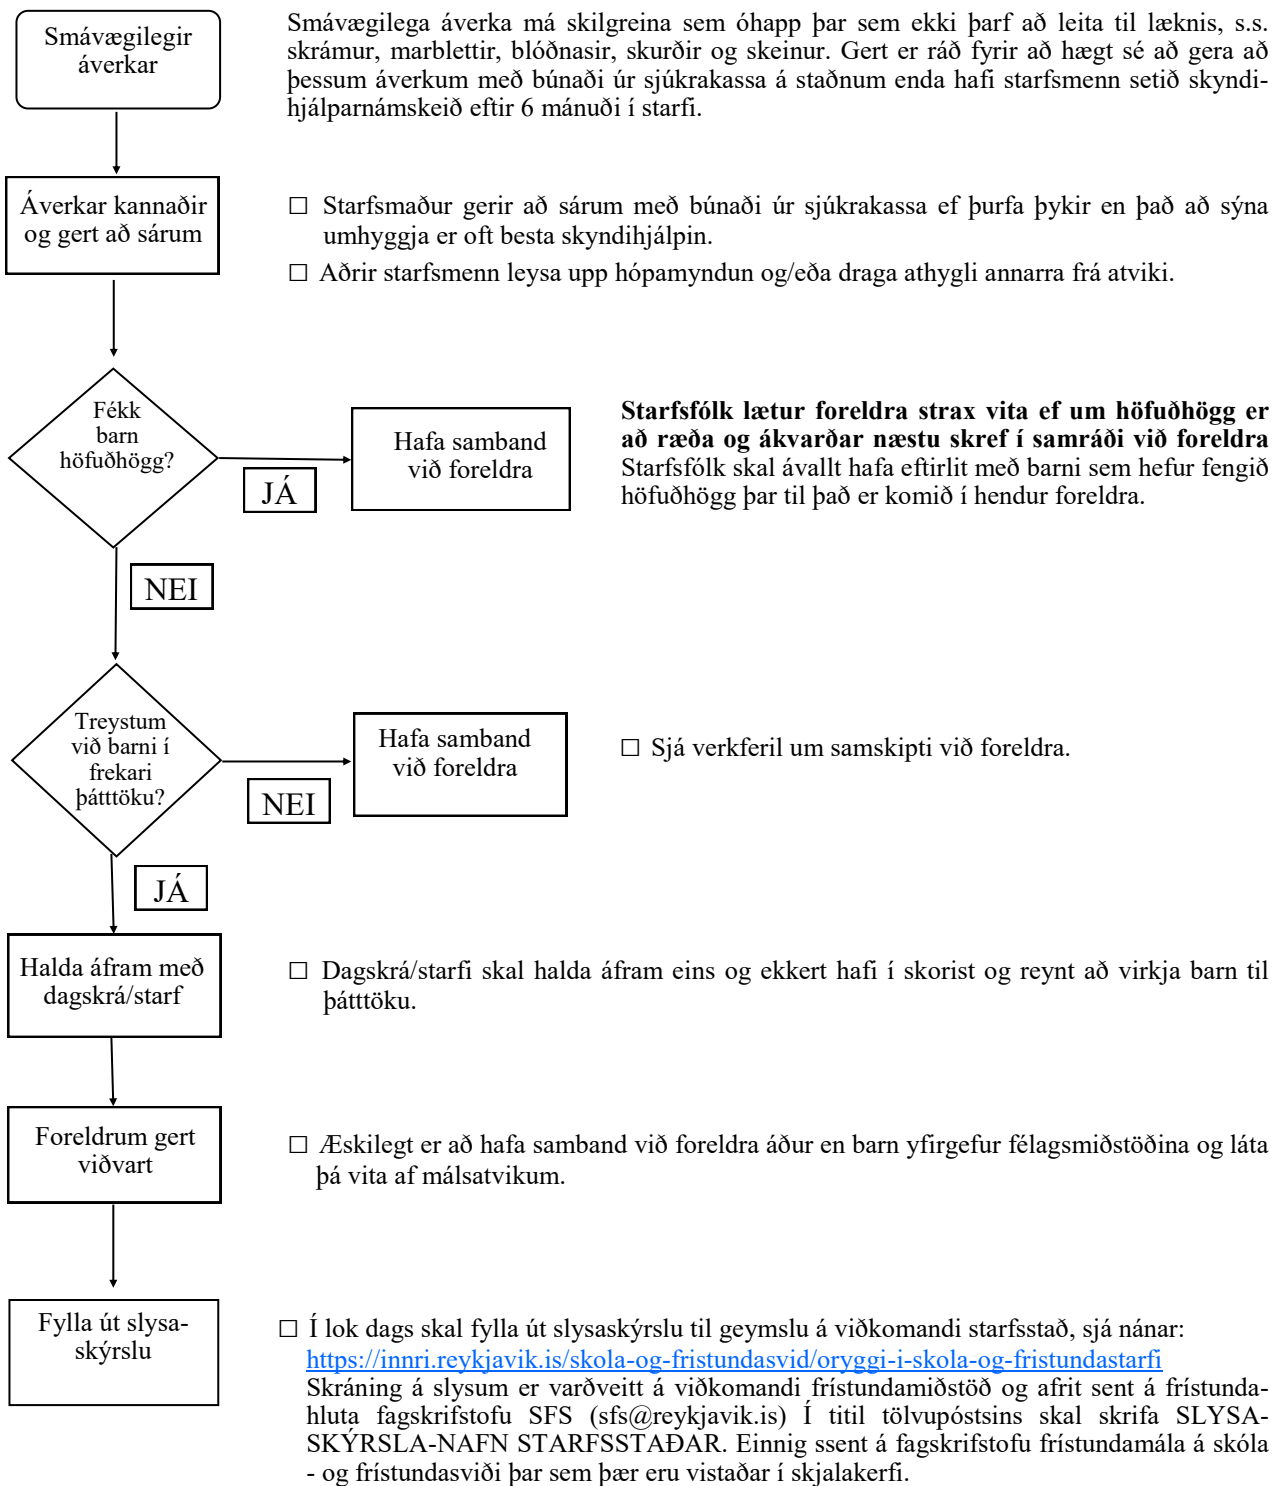 Smávægilegir
áverkar
Smávægilega áverka má skilgreina sem óhapp þar sem ekki þarf að leita til læknis, s.s.
skrámur, marblettir, blóðnasir, skurðir og skeinur. Gert er ráð fyrir að hægt sé að gera að
þessum áverkum með búnaði úr sjúkrakassa á staðnum enda hafi starfsmenn setið skyndi-
hjálparnámskeið eftir 6 mánuði í starfi.
Áverkar kannaðir
og gert að sárum
☐ Starfsmaður gerir að sárum með búnaði úr sjúkrakassa ef þurfa þykir en það að sýna
umhyggja er oft besta skyndihjálpin.
☐ Aðrir starfsmenn leysa upp hópamyndun og/eða draga athygli annarra frá atviki.
Fékk
barn
höfuðhögg?
JÁ
Hafa samband
við foreldra
Starfsfólk lætur foreldra strax vita ef um höfuðhögg er
að ræða og ákvarðar næstu skref í samráði við foreldra
Starfsfólk skal ávallt hafa eftirlit með barni sem hefur fengið
höfuðhögg þar til það er komið í hendur foreldra.
NEI
Treystum
við barni í
frekari
þátttöku?
NEI
Hafa samband
við foreldra
☐ Sjá verkferil um samskipti við foreldra.
JÁ
Halda áfram með
dagskrá/starf
☐ Dagskrá/starfi skal halda áfram eins og ekkert hafi í skorist og reynt að virkja barn til
þátttöku.
Foreldrum gert
viðvart
☐ Æskilegt er að hafa samband við foreldra áður en barn yfirgefur félagsmiðstöðina og láta
þá vita af málsatvikum.
Fylla út slysa-
skýrslu
☐ Í lok dags skal fylla út slysaskýrslu til geymslu á viðkomandi starfsstað, sjá nánar:
https://innri.reykjavik.is/skola-og-fristundasvid/oryggi-i-skola-og-fristundastarfi
Skráning á slysum er varðveitt á viðkomandi frístundamiðstöð og afrit sent á frístunda-
hluta fagskrifstofu SFS (sfs@reykjavik.is) Í titil tölvupóstsins skal skrifa SLYSA-
SKÝRSLA-NAFN STARFSSTAÐAR. Einnig ssent á fagskrifstofu frístundamála á skóla
- og frístundasviði þar sem þær eru vistaðar í skjalakerfi.